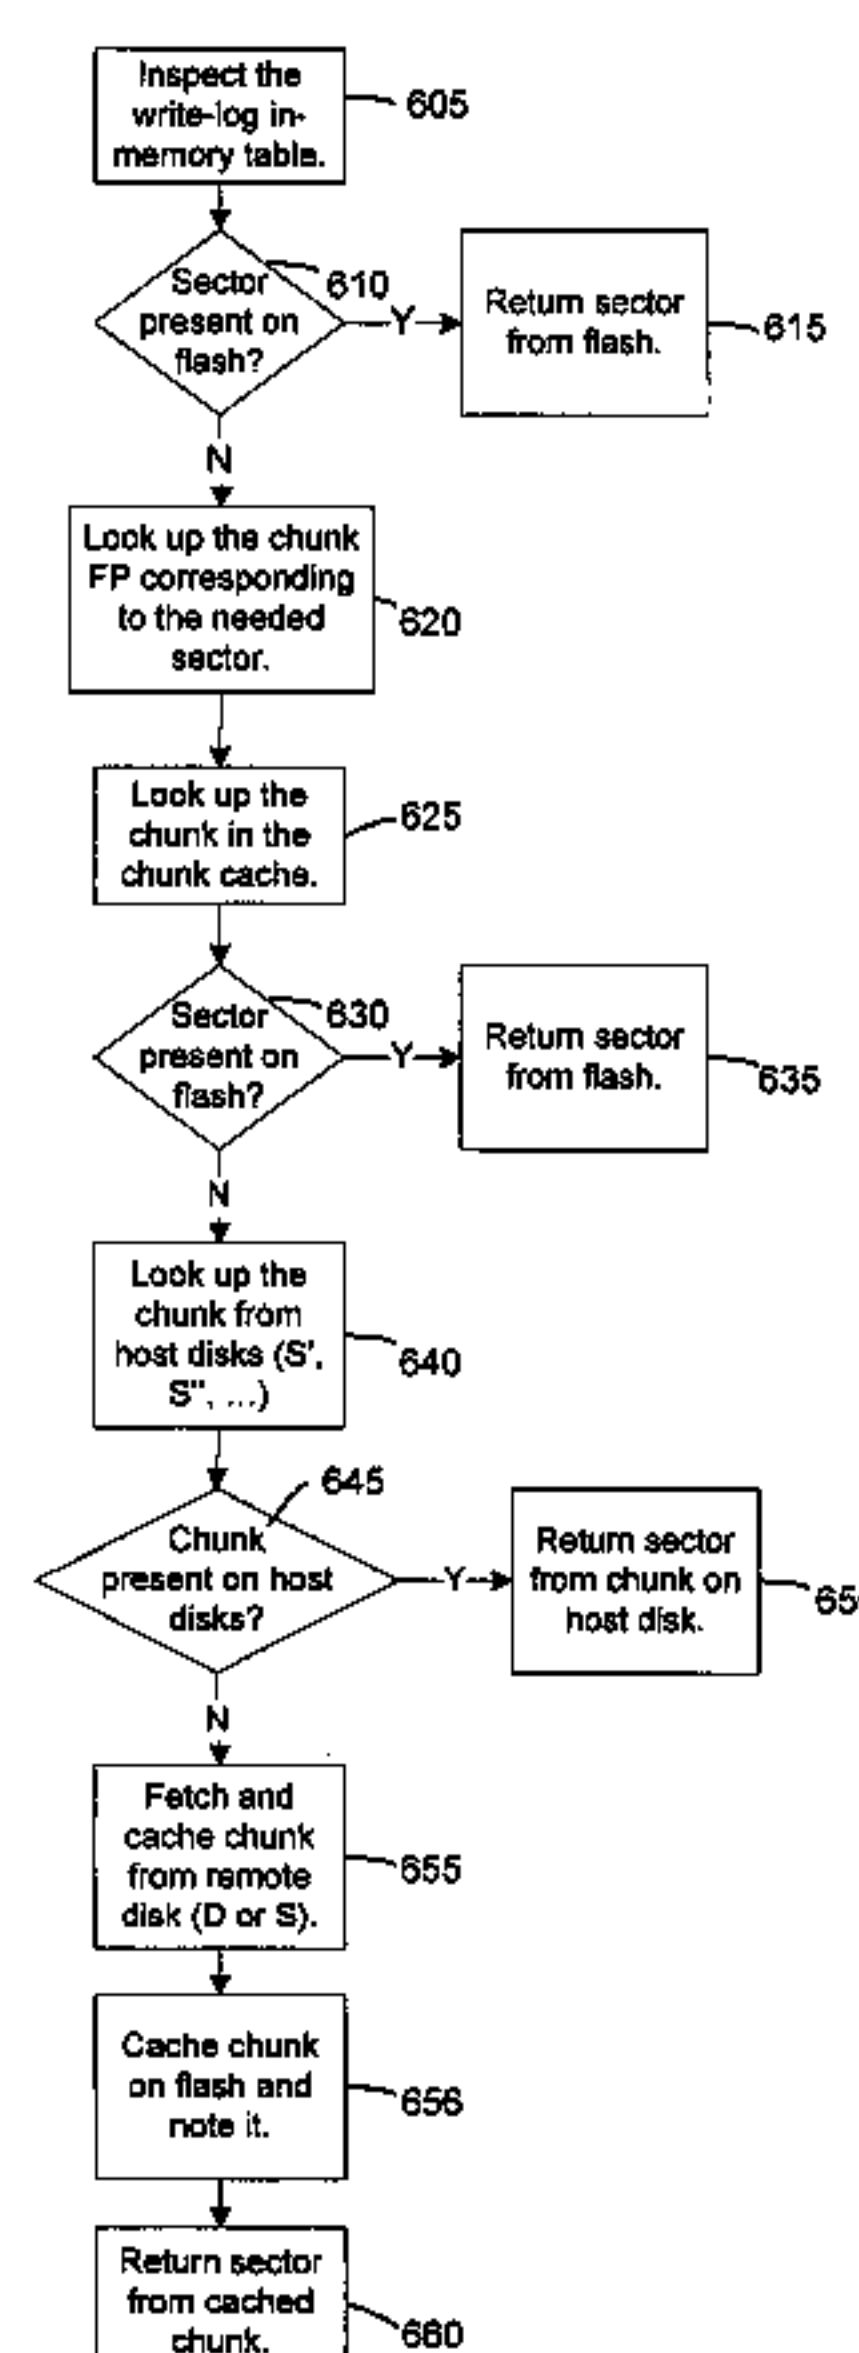 Inspect the
write-log in-
memory table.
605
Sector
present on
flash?
610
Y
Return sector
from flash.
615
N
Look up the chunk
FP corresponding
to the needed
sector.
620
Look up the
chunk in the
chunk cache.
625
Sector
present on
flash?
630
Y
Return sector
from flash.
635
N
Look up the
chunk from
host disks (S',
S", ...)
640
645
Chunk
present on host
disks?
Y
Return sector
from chunk on
host disk.
N
Fetch and
cache chunk
from remote
disk (D or S).
655
Cache chunk
on flash and
note it.
656
Return sector
from cached
chunk.
660